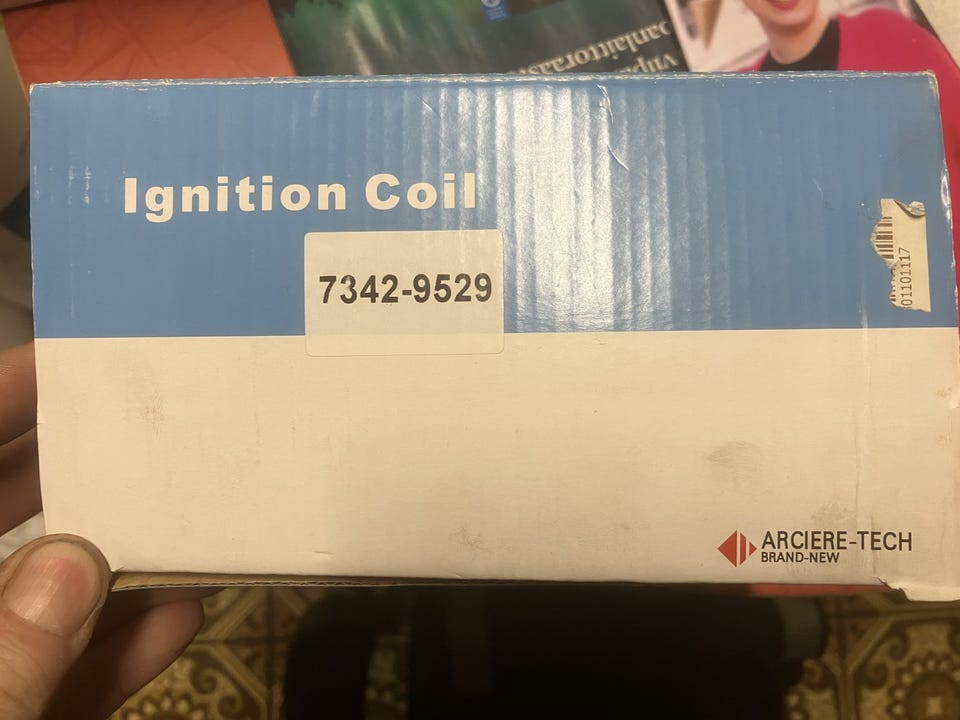 Ignition Coil
7342-9529
01101117
ARCIERE-TECH
BRAND-NEW